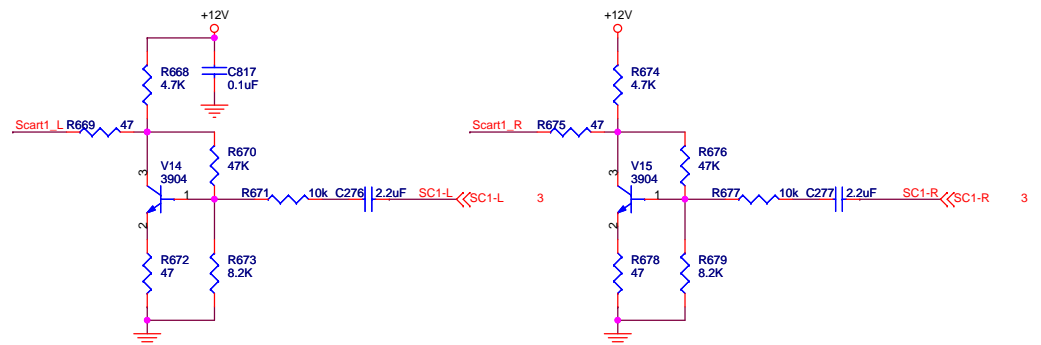 +12V +12V
R668 C817 R674
4.7K 0.1uF 4.7K
Scart1_L R669 47 Scart1_R R675 47
R670 R676
47K 47K
3 V14 3 V15
3904 3904
1 R671 10k C276 2.2uF SC1-L SC1-L 3 1 R677 10k C277 2.2uF SC1-R SC1-R 3
2 2
R672 R673 R678 R679
47 8.2K 47 8.2K